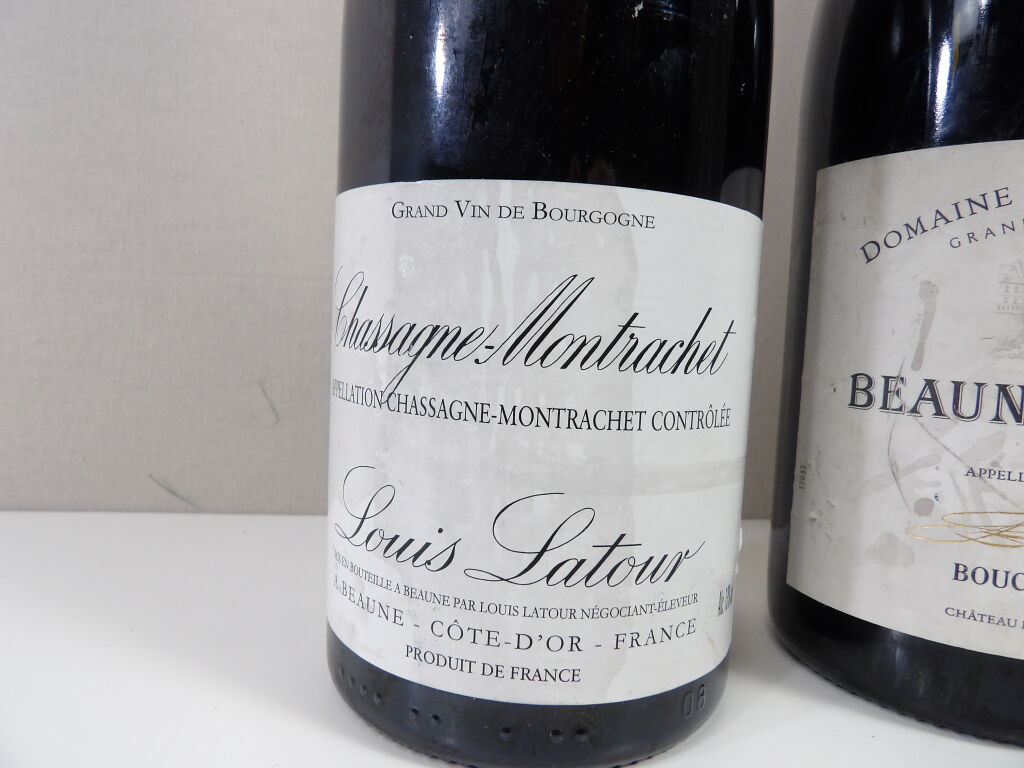 GRAND VIN DE BOURGOGNE
Chassagne-Montrachet
APPELLATION CHASSAGNE-MONTRACHET CONTRÔLÉE
Louis Latour
MIS EN BOUTEILLE A BEAUNE PAR LOUIS LATOUR NÉGOCIANT-ÉLEVEUR
A BEAUNE - CÔTE-D'OR - FRANCE
PRODUIT DE FRANCE
08
DOMAINE
GRAN
BEAUN
APPELL
BOUC
CHÂTEAU